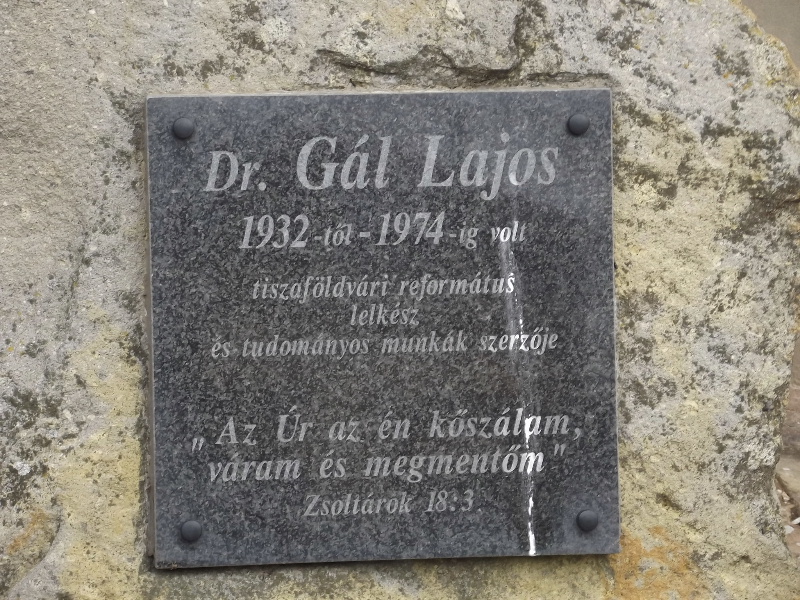 Dr. Gál Lajos
1932-től-1974-ig volt
tiszaföldvári református
lelkész
és tudományos munkák szerzője
„Az Úr az én kőszálam,
váram és megmentőm"
Zsoltárok 18:3